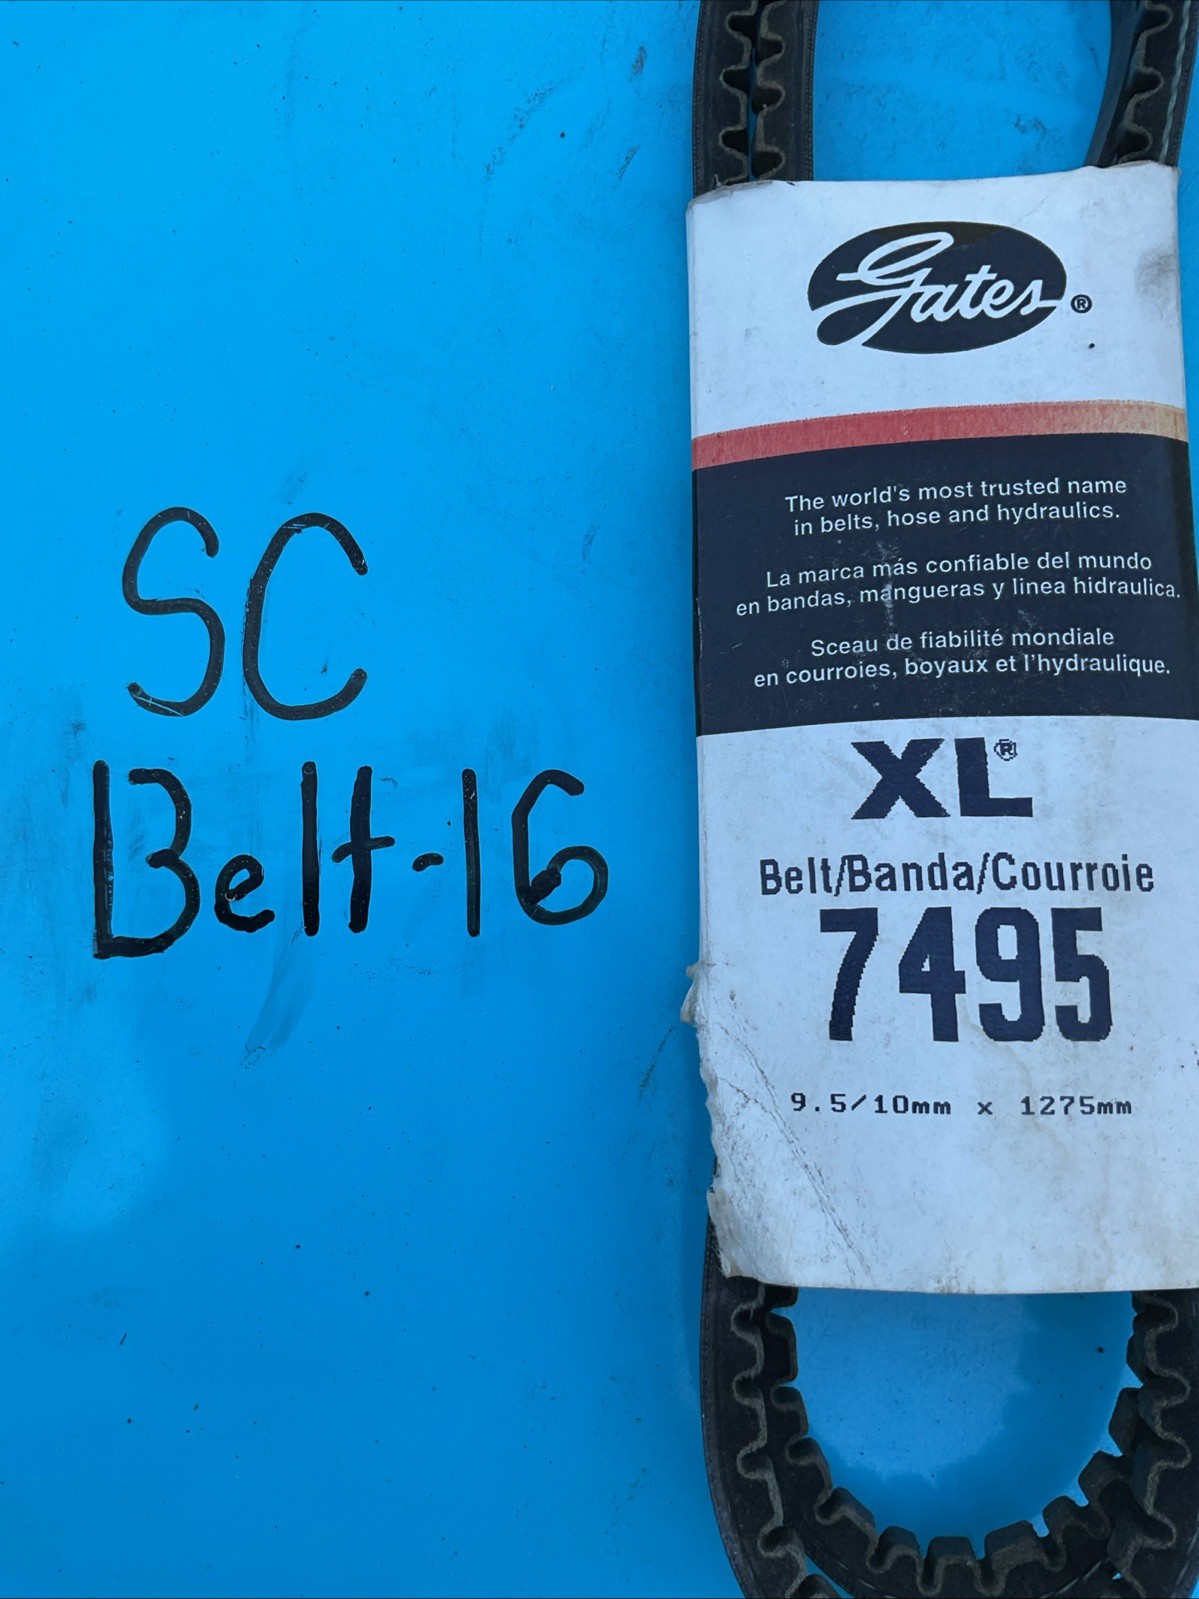 SC
Belt-16
Gates®
The world's most trusted name
in belts, hose and hydraulics.
La marca más confiable del mundo
en bandas, mangueras y linea hidraulica.
Sceau de fiabilité mondiale
en courroies, boyaux et l'hydraulique.
XL®
Belt/Banda/Courroie
7495
9.5/10mm x 1275mm